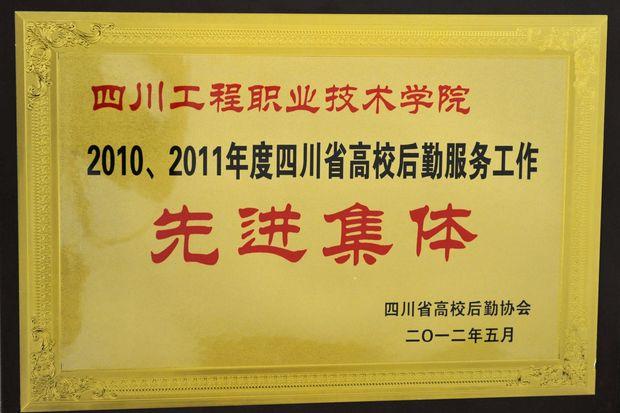 四川工程职业技术学院
2010、2011年度四川省高校后勤服务工作
先进集体
四川省高校后勤协会
二〇一二年五月